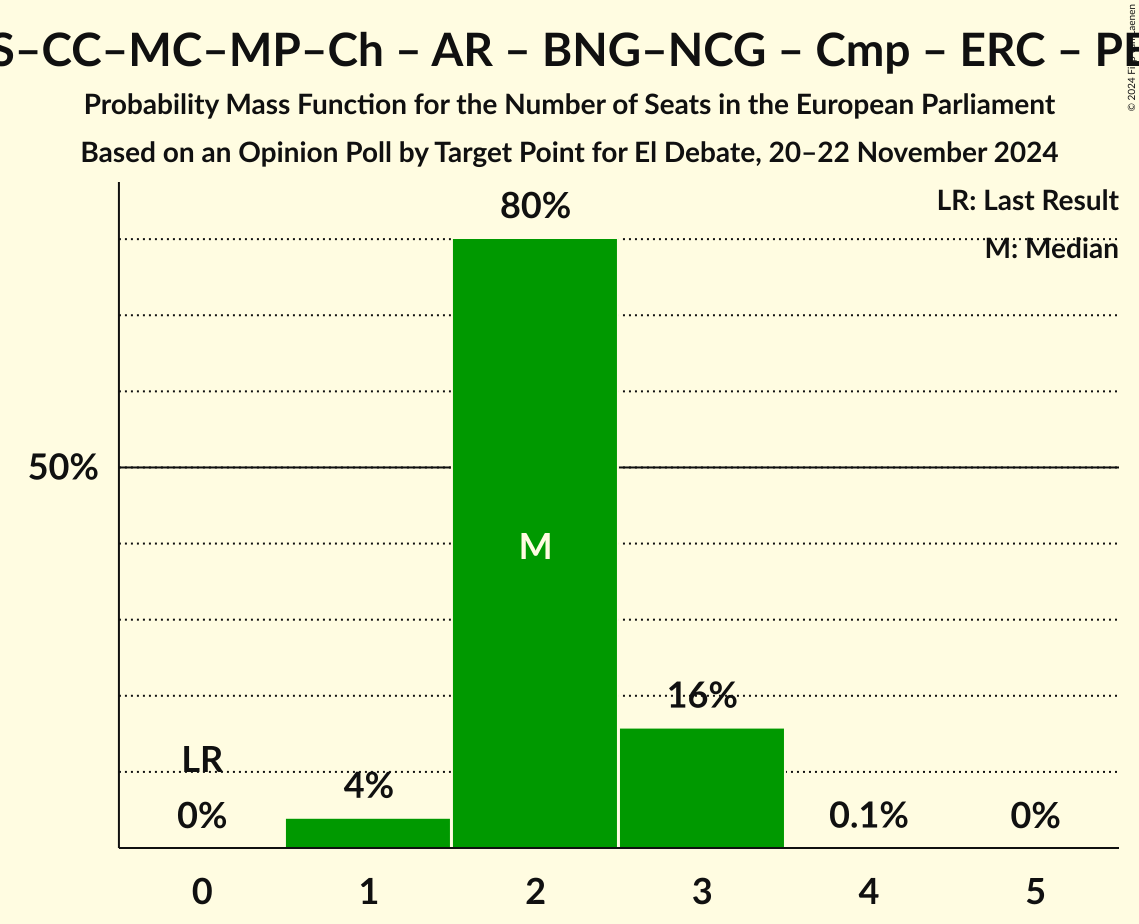 S–CC–MC–MP–Ch – AR – BNG–NCG – Cmp – ERC – PE
Probability Mass Function for the Number of Seats in the European Parliament
Based on an Opinion Poll by Target Point for El Debate, 20–22 November 2024
LR: Last Result
M: Median
80%
50%
M
16%
LR
4%
0%
0.1%
0%
0 1 2 3 4 5